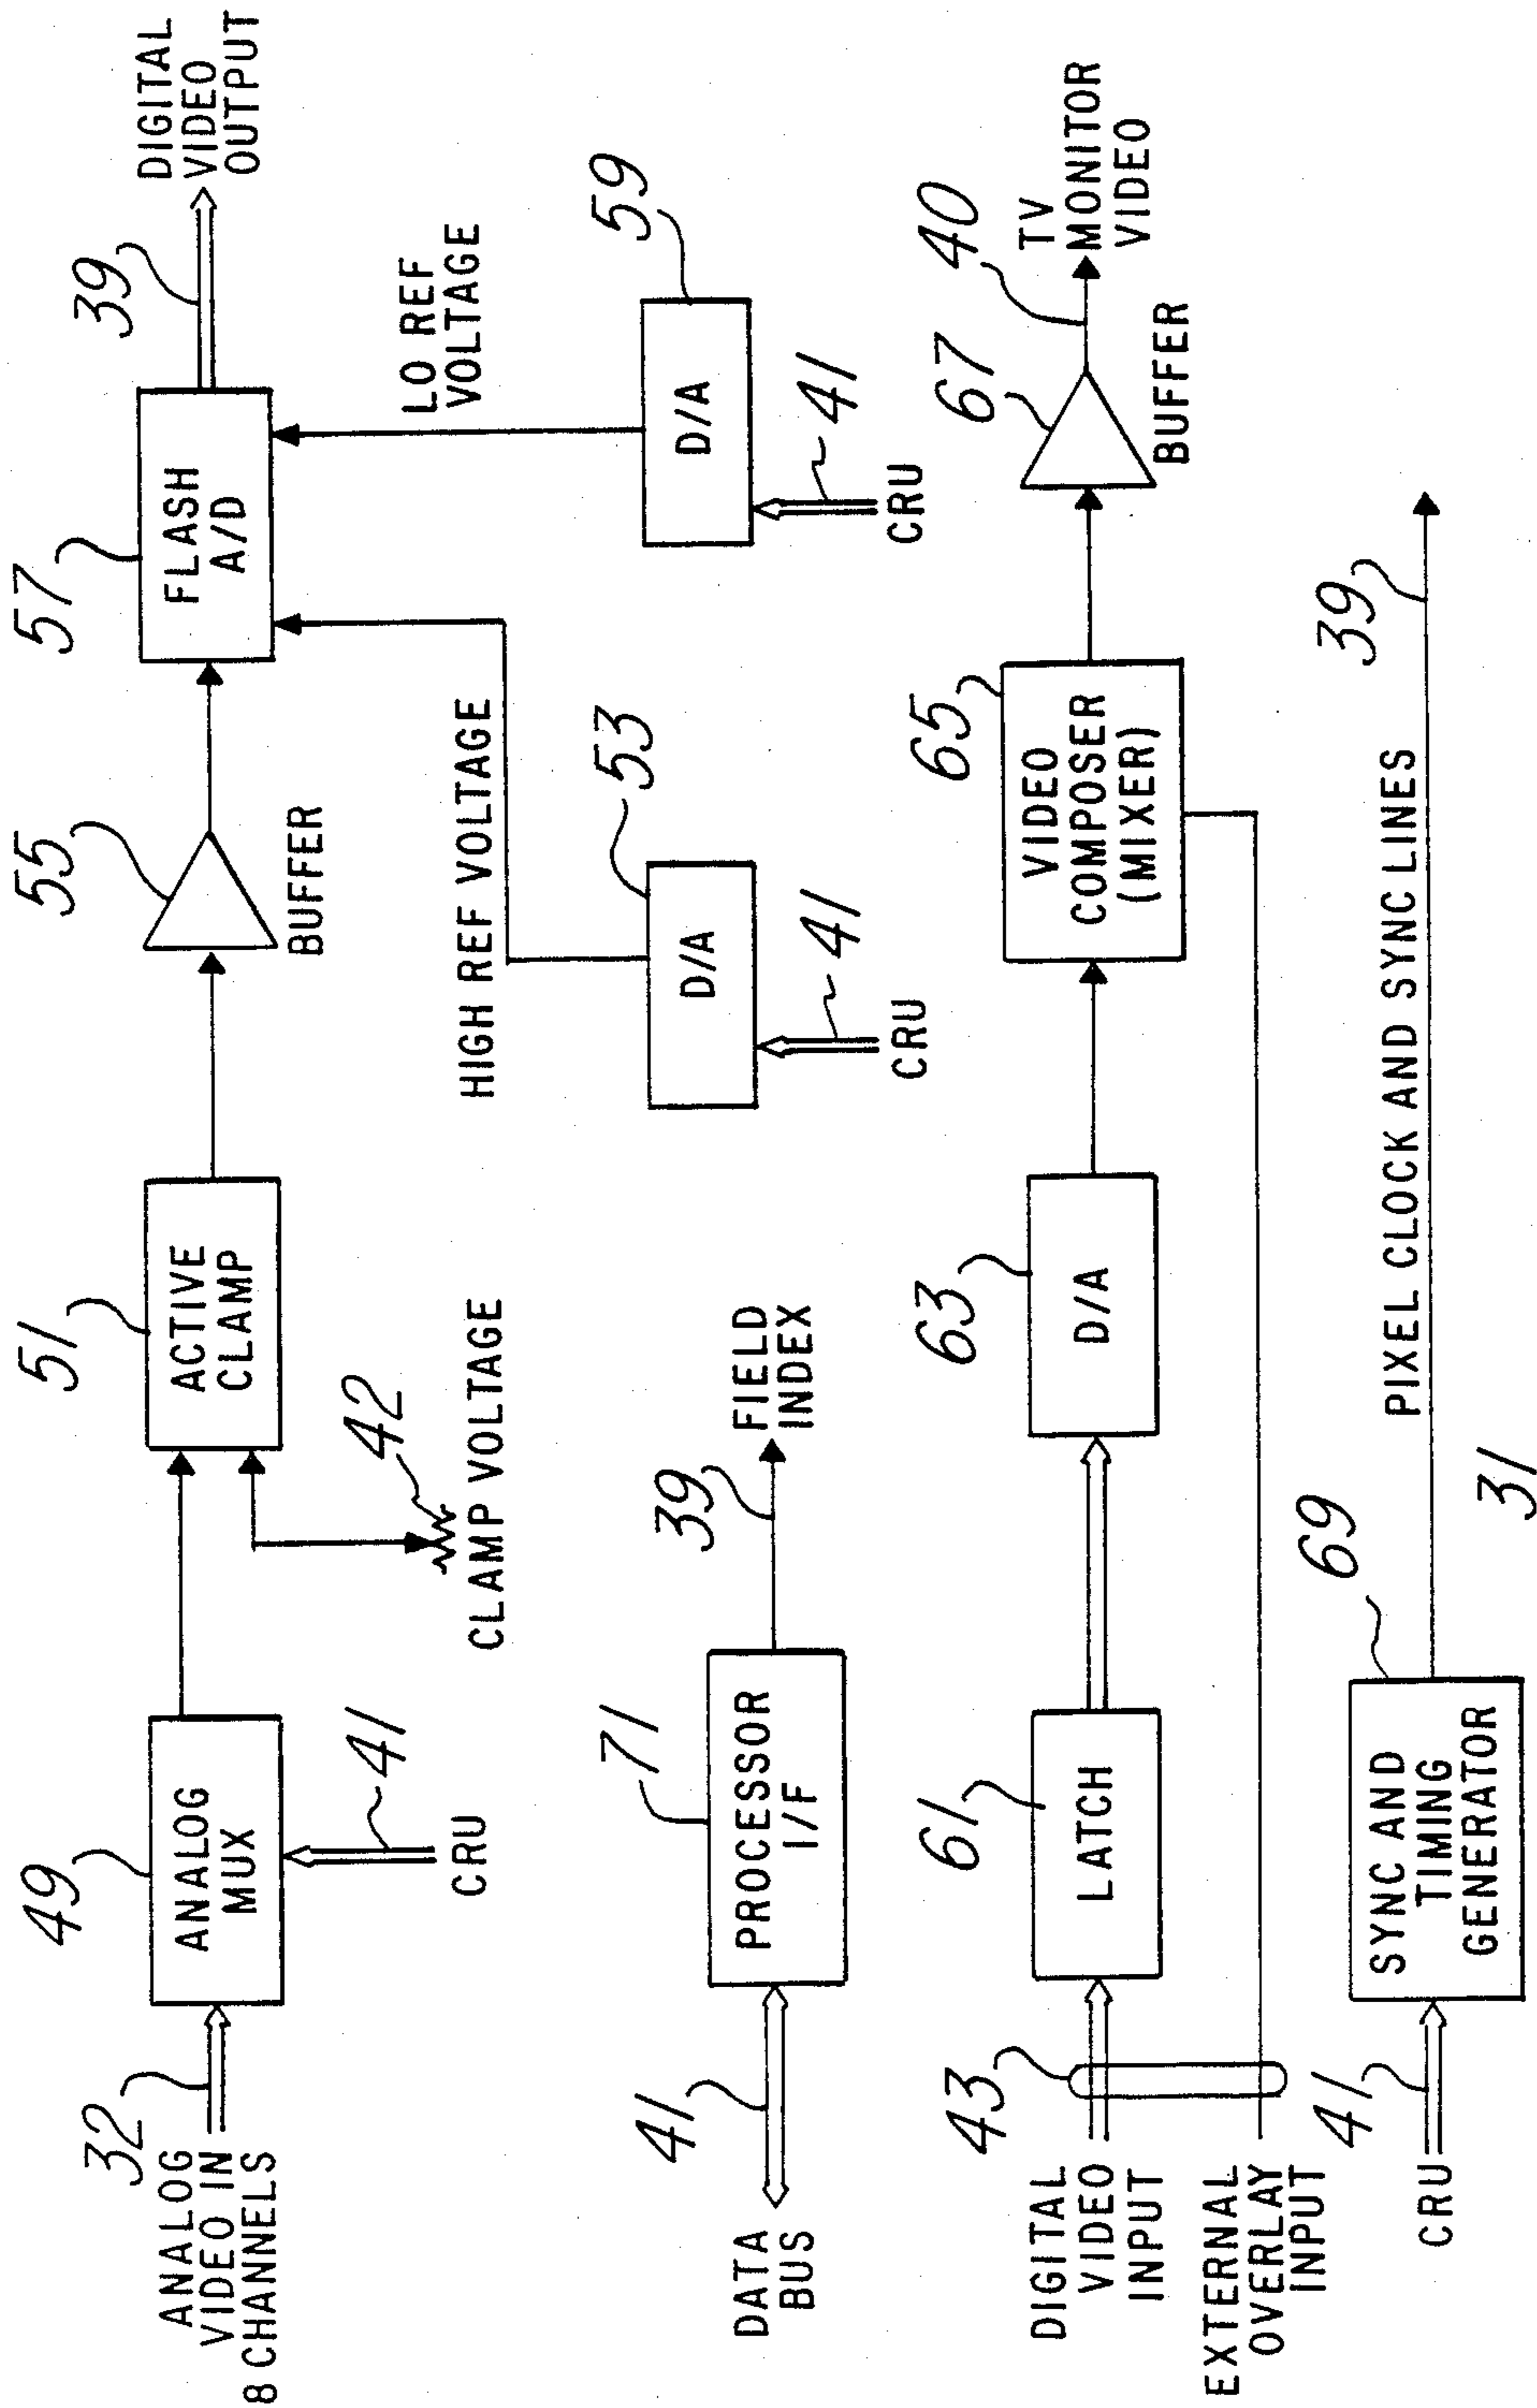 49
51
55
57
39
32
ANALOG
VIDEO IN
8 CHANNELS
ANALOG
MUX
41
CRU
ACTIVE
CLAMP
42
CLAMP VOLTAGE
BUFFER
FLASH
A/D
DIGITAL
VIDEO
OUTPUT
HIGH REF VOLTAGE
LO REF
VOLTAGE
53
D/A
41
CRU
59
D/A
41
CRU
71
41
DATA
BUS
PROCESSOR
I/F
39
FIELD
INDEX
43
DIGITAL
VIDEO
INPUT
61
LATCH
63
D/A
65
VIDEO
COMPOSER
(MIXER)
67
BUFFER
40
TV
MONITOR
VIDEO
EXTERNAL
OVERLAY
INPUT
41
CRU
69
SYNC AND
TIMING
GENERATOR
PIXEL CLOCK AND SYNC LINES
39
31